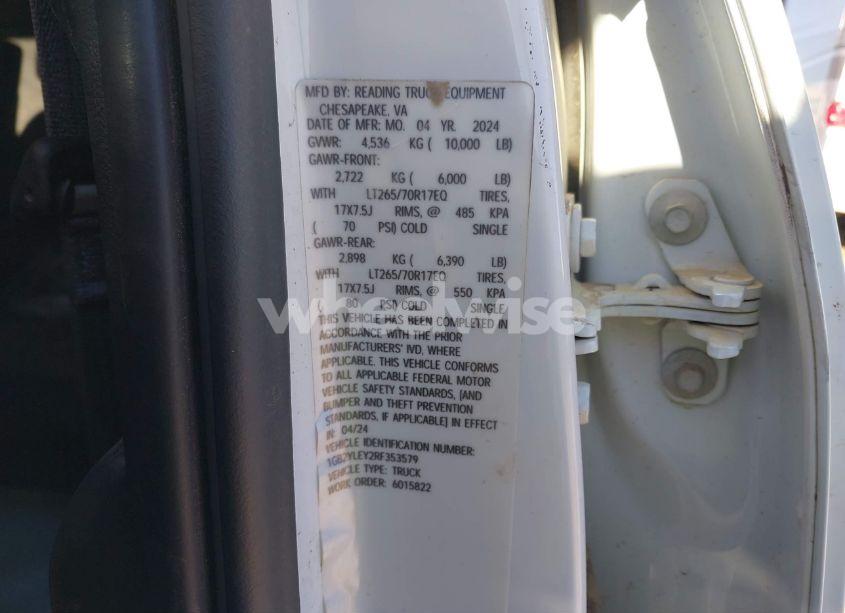 MFD BY: READING TRUCK EQUIPMENT
CHESAPEAKE, VA
DATE OF MFR: MO. 04 YR. 2024
GVWR: 4,536 KG ( 10,000 LB)
GAWR-FRONT:
2,722 KG ( 6,000 LB)
WITH LT265/70R17EQ TIRES,
17X7.5J RIMS, @ 485 KPA
( 70 PSI) COLD SINGLE
GAWR-REAR:
2,898 KG ( 6,390 LB)
WITH LT265/70R17EQ TIRES,
17X7.5J RIMS, @ 550 KPA
( 80 PSI) COLD SINGLE
wheelwise
THIS VEHICLE HAS BEEN COMPLETED IN
ACCORDANCE WITH THE PRIOR
MANUFACTURERS' IVD, WHERE
APPLICABLE. THIS VEHICLE CONFORMS
TO ALL APPLICABLE FEDERAL MOTOR
VEHICLE SAFETY STANDARDS, [AND
BUMPER AND THEFT PREVENTION
STANDARDS, IF APPLICABLE] IN EFFECT
IN: 04/24
VEHICLE IDENTIFICATION NUMBER:
1GB2YLEY2RF353579
VEHICLE TYPE: TRUCK
WORK ORDER: 6015822